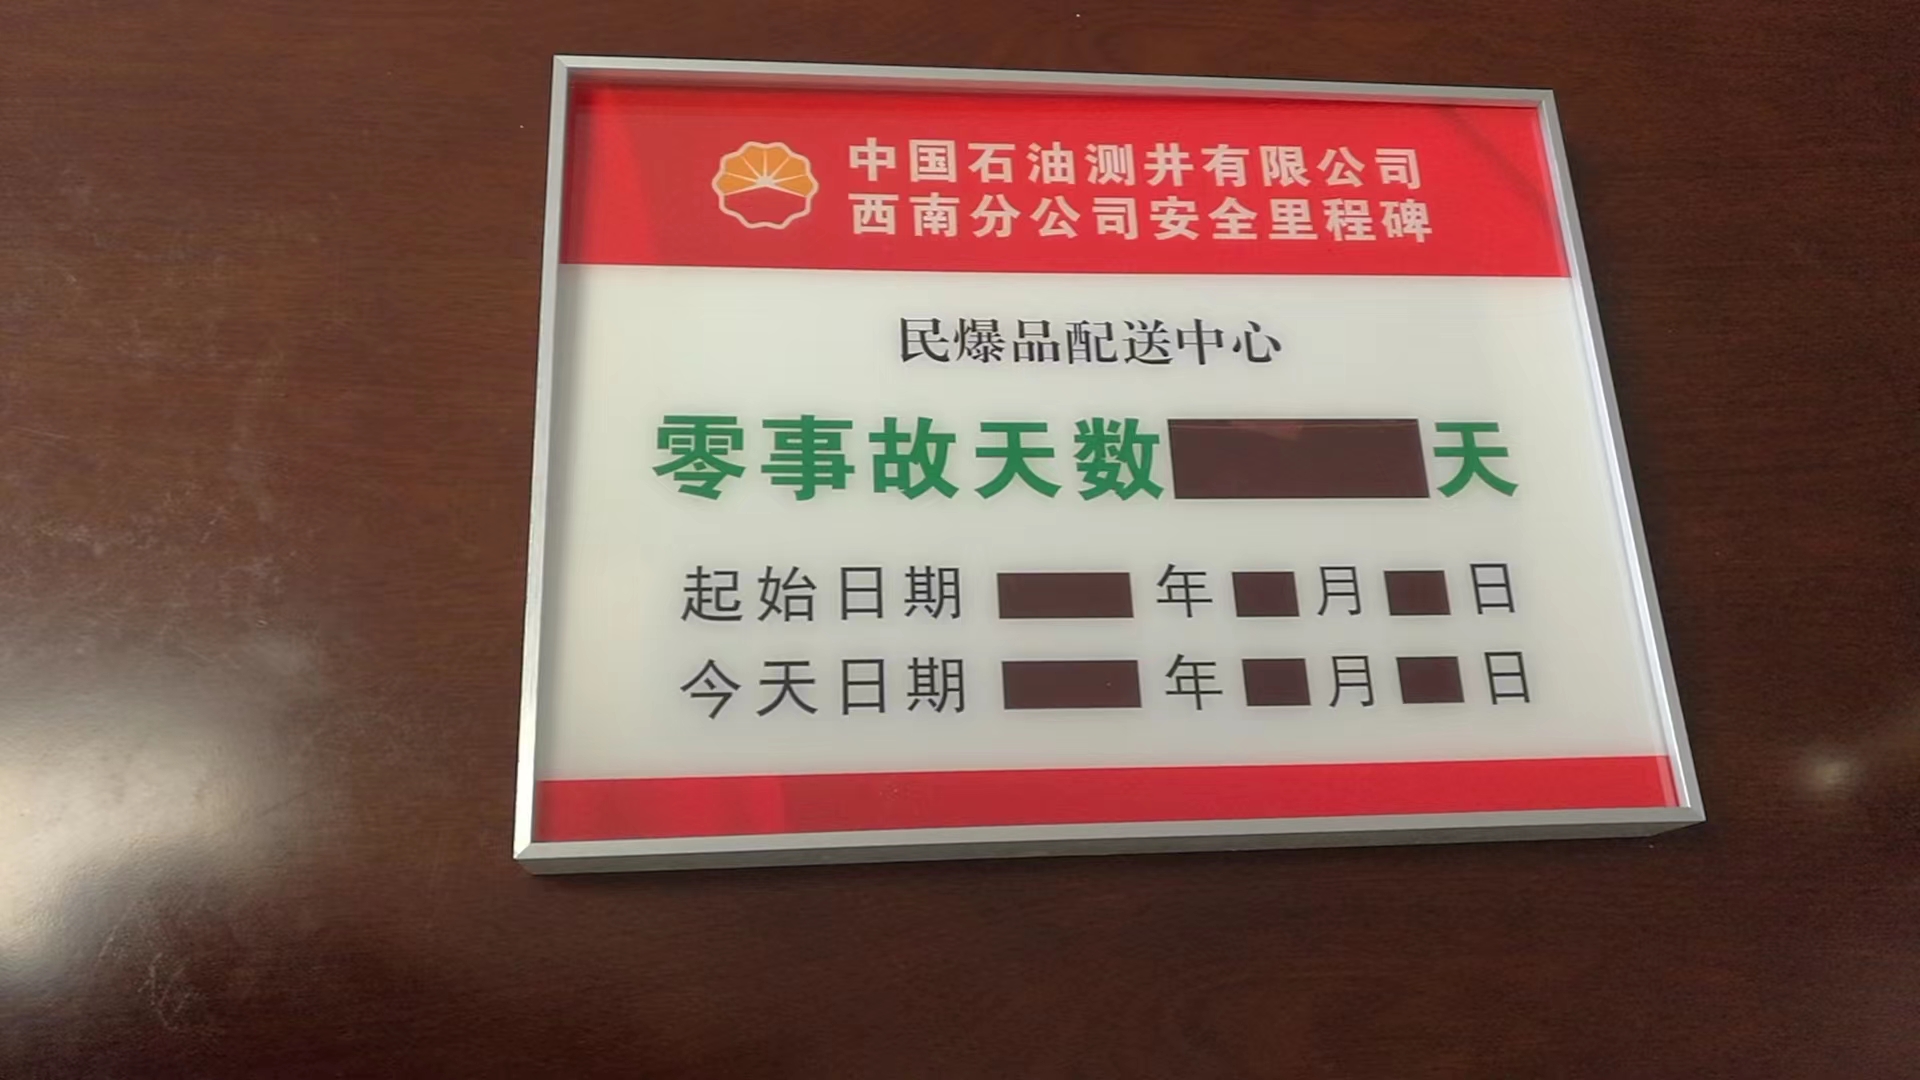 中国石油测井有限公司
西南分公司安全里程碑
民爆品配送中心
零事故天数 天
起始日期 年 月 日
今天日期 年 月 日